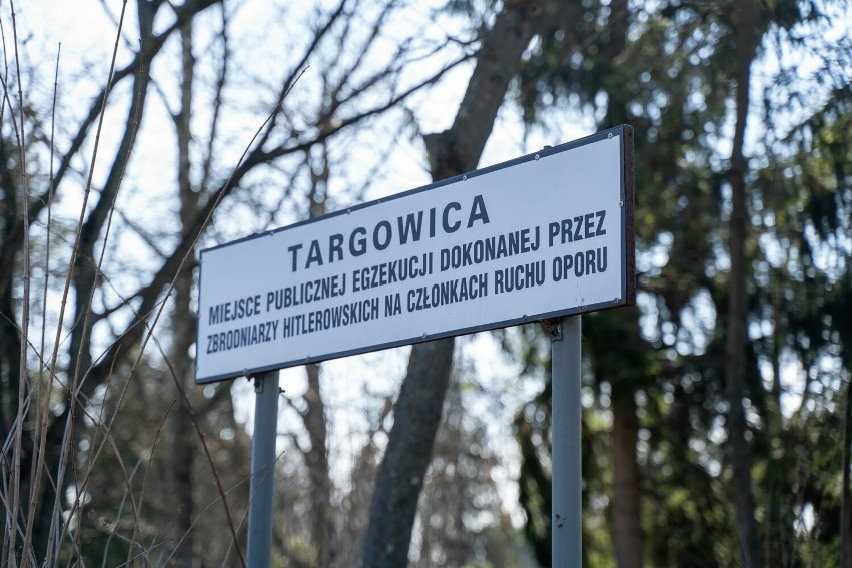 TARGOWICA
MIEJSCE PUBLICZNEJ EGZEKUCJI DOKONANEJ PRZEZ
ZBRODNIARZY HITLEROWSKICH NA CZŁONKACH RUCHU OPORU